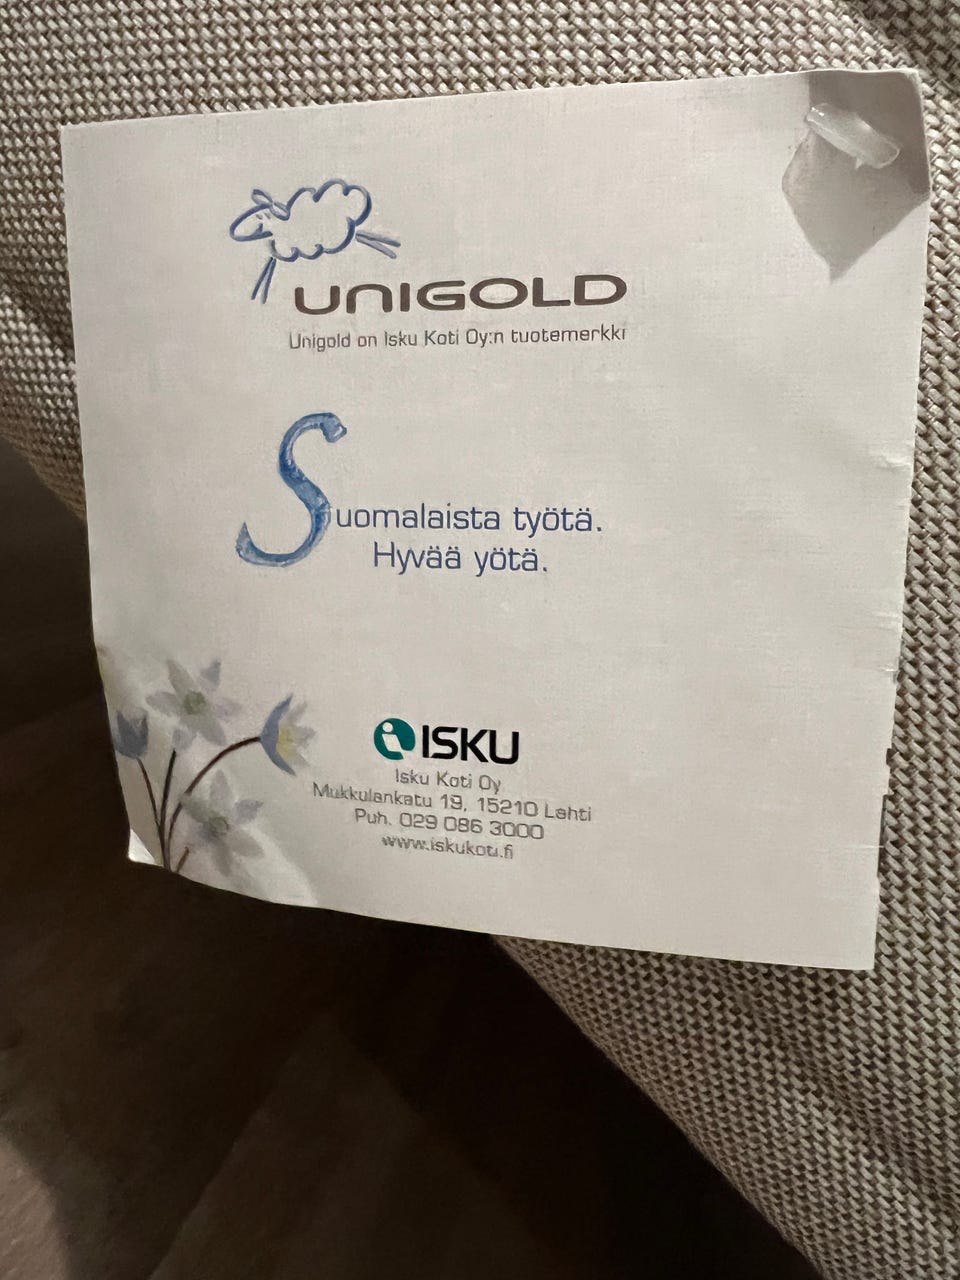 UNIGOLD
Unigold on Isku Koti Oy:n tuotemerkki
Suomalaista työtä.
Hyvää yötä.
ISKU
Isku Koti Oy
Mukkulankatu 19, 15210 Lahti
Puh. 029 086 3000
www.iskukoti.fi